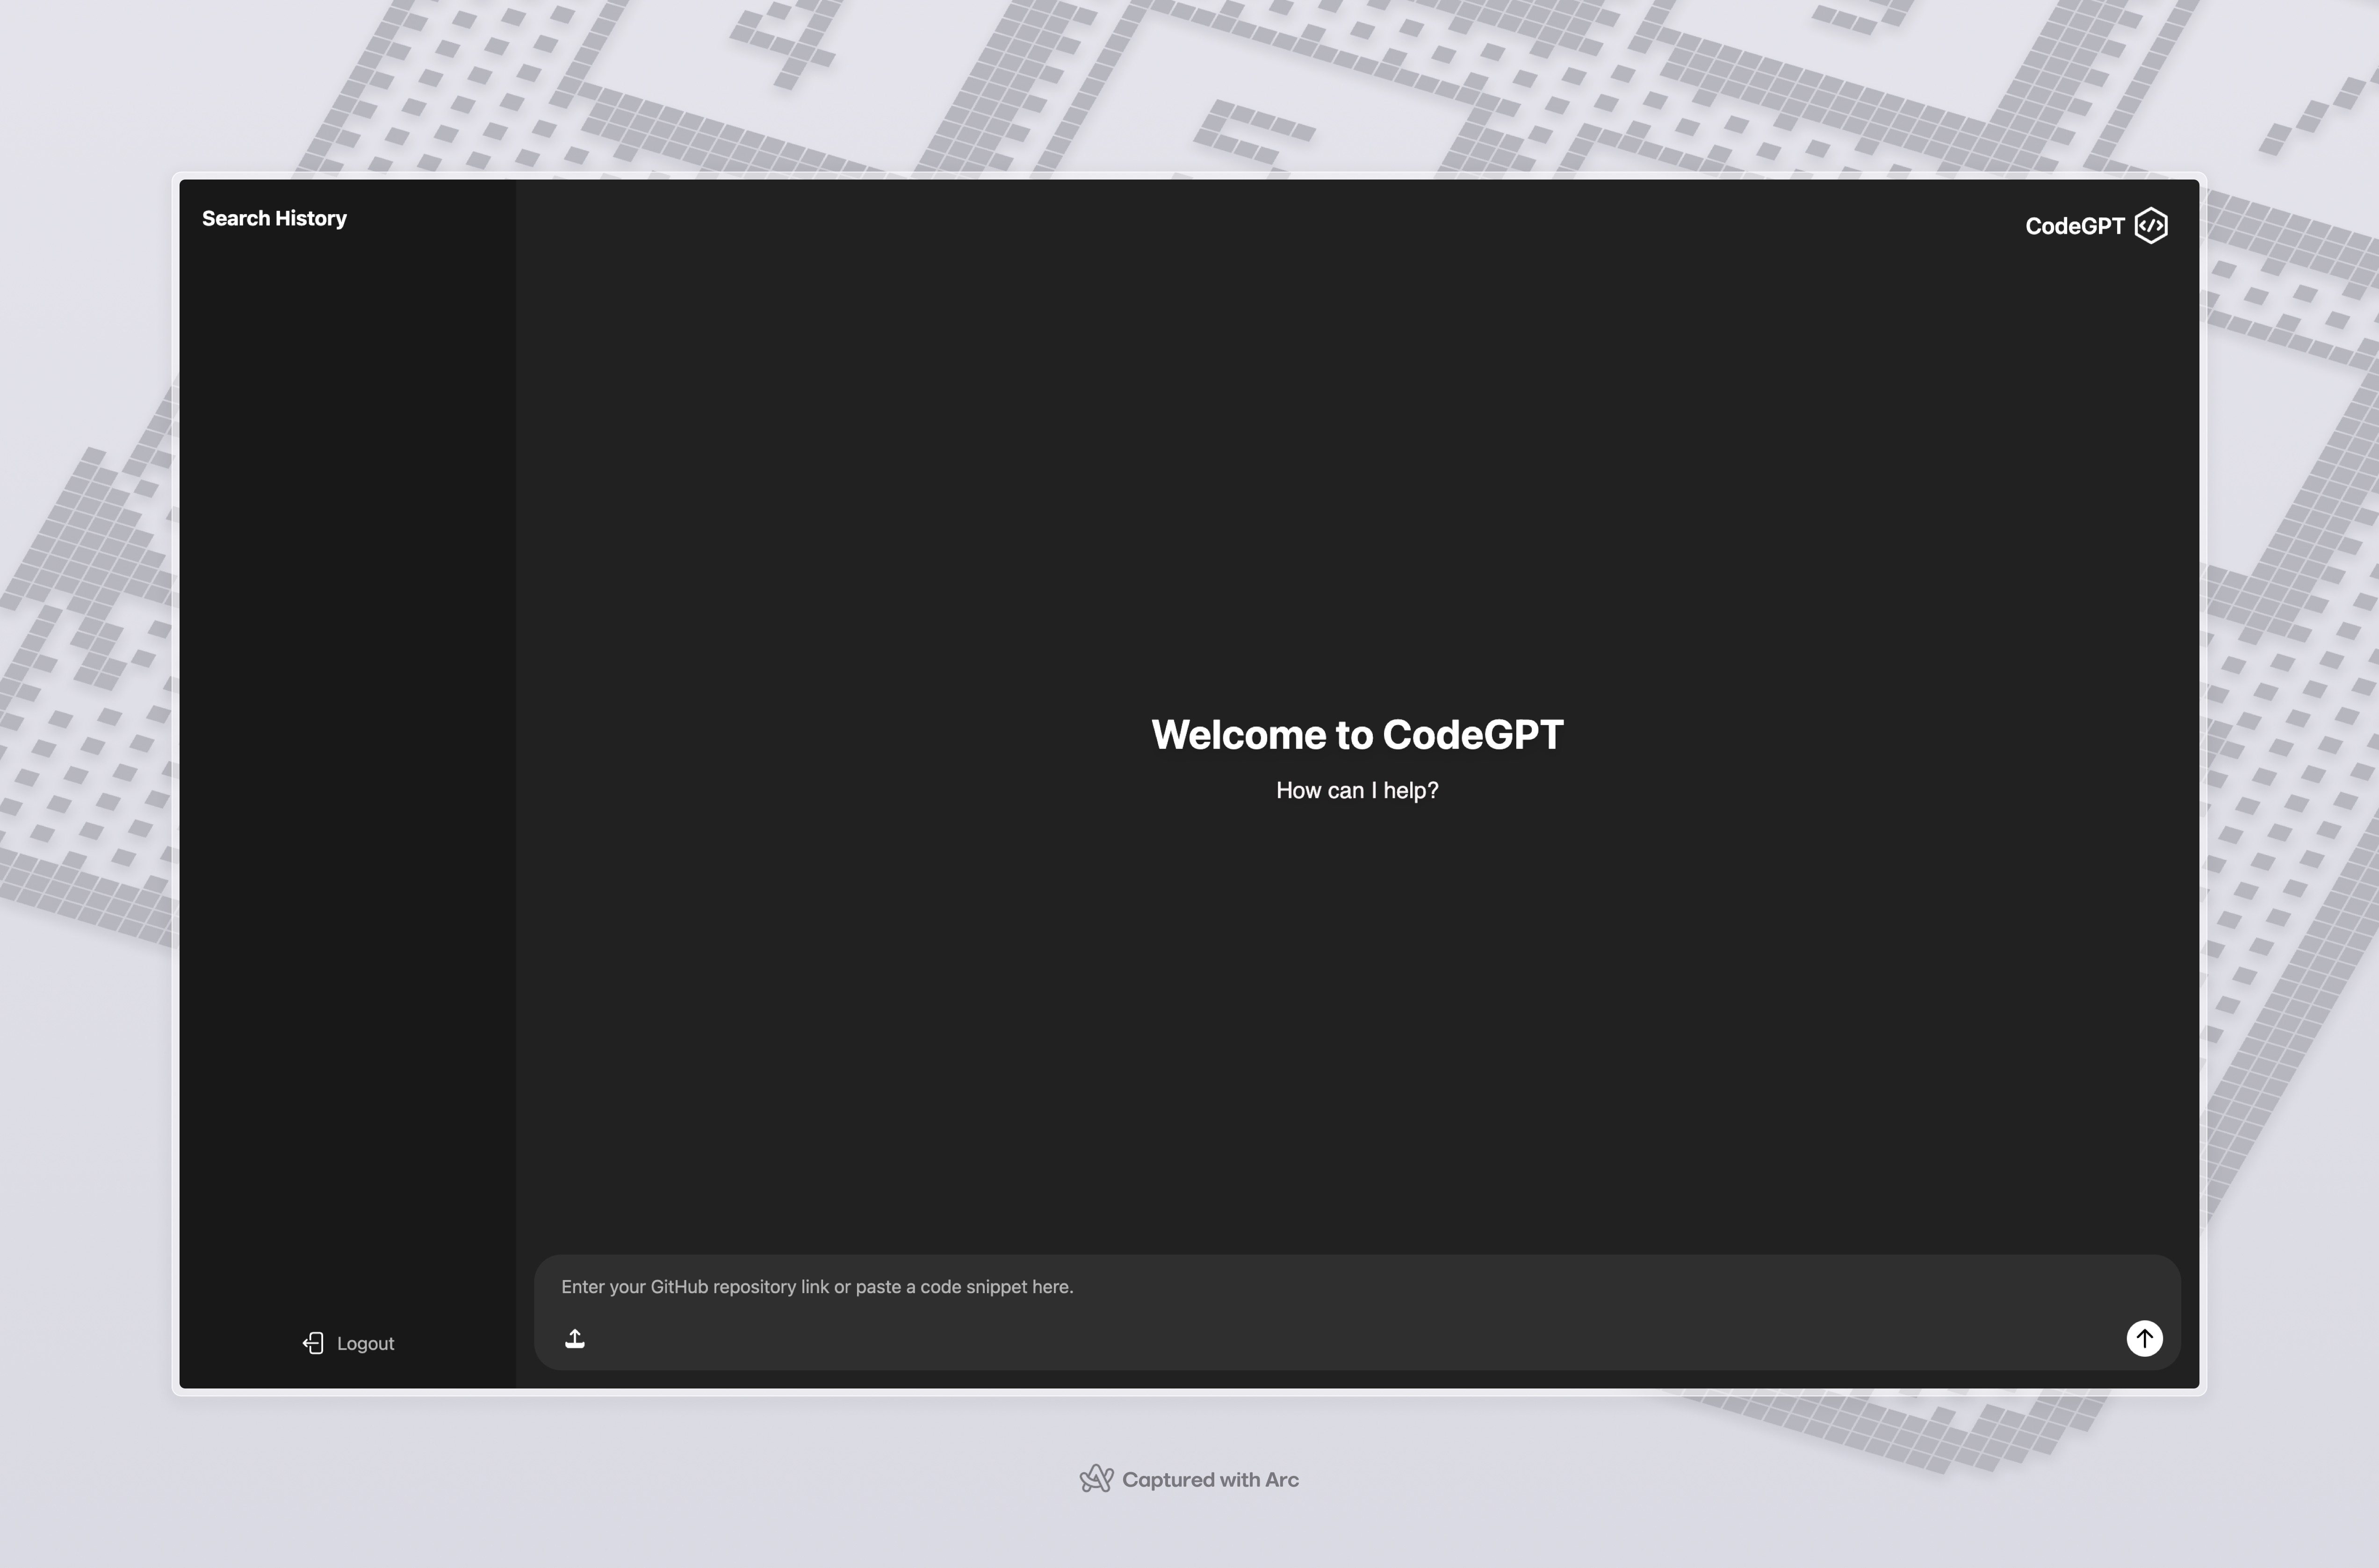 Search History
CodeGPT
Welcome to CodeGPT
How can I help?
Enter your GitHub repository link or paste a code snippet here.
Logout
Captured with Arc